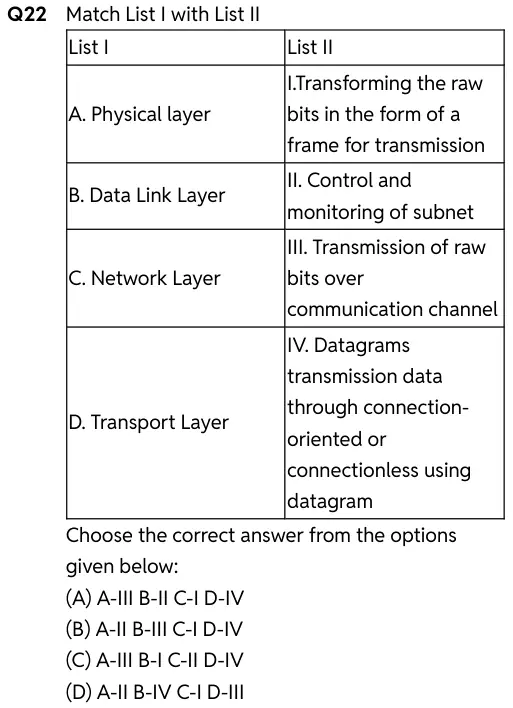 Q22 Match List I with List II
List I List II
A. Physical layer
I.Transforming the raw
bits in the form of a
frame for transmission
B. Data Link Layer
II. Control and
monitoring of subnet
C. Network Layer
III. Transmission of raw
bits over
communication channel
D. Transport Layer
IV. Datagrams
transmission data
through connection-
oriented or
connectionless using
datagram
Choose the correct answer from the options
given below:
(A) A-III B-II C-I D-IV
(B) A-II B-III C-I D-IV
(C) A-III B-I C-II D-IV
(D) A-II B-IV C-I D-III